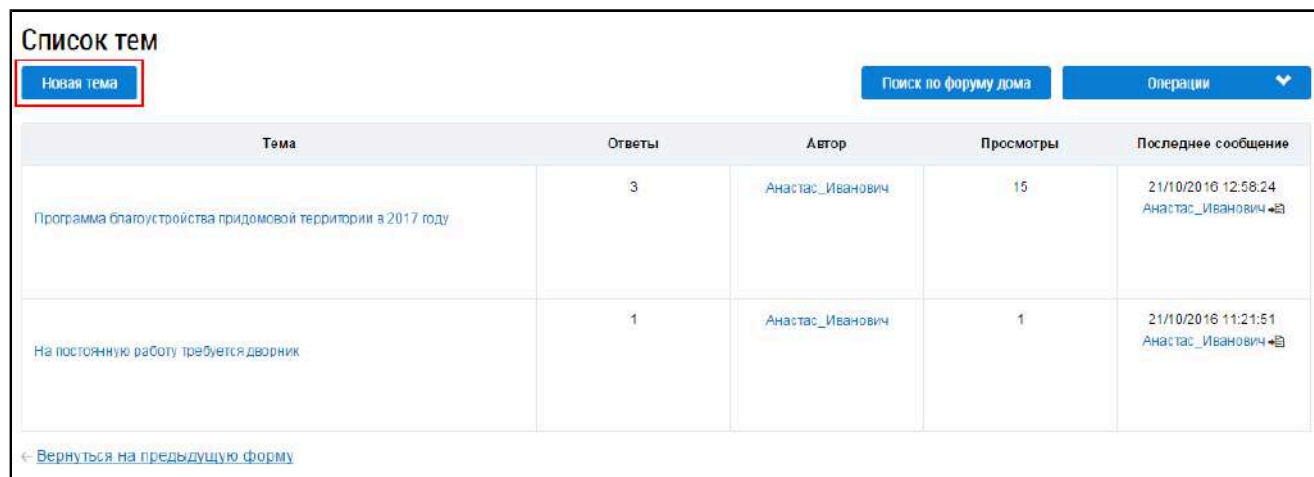 Список тем
Новая тема
Поиск по форуму дома
Операции
Тема Ответы Автор Просмотры Последнее сообщение
Программа благоустройства придомовой территории в 2017 году 3 Анастас_Иванович 15 21/10/2016 12:58:24
Анастас_Иванович
На постоянную работу требуется дворник 1 Анастас_Иванович 1 21/10/2016 11:21:51
Анастас_Иванович
← Вернуться на предыдущую форму